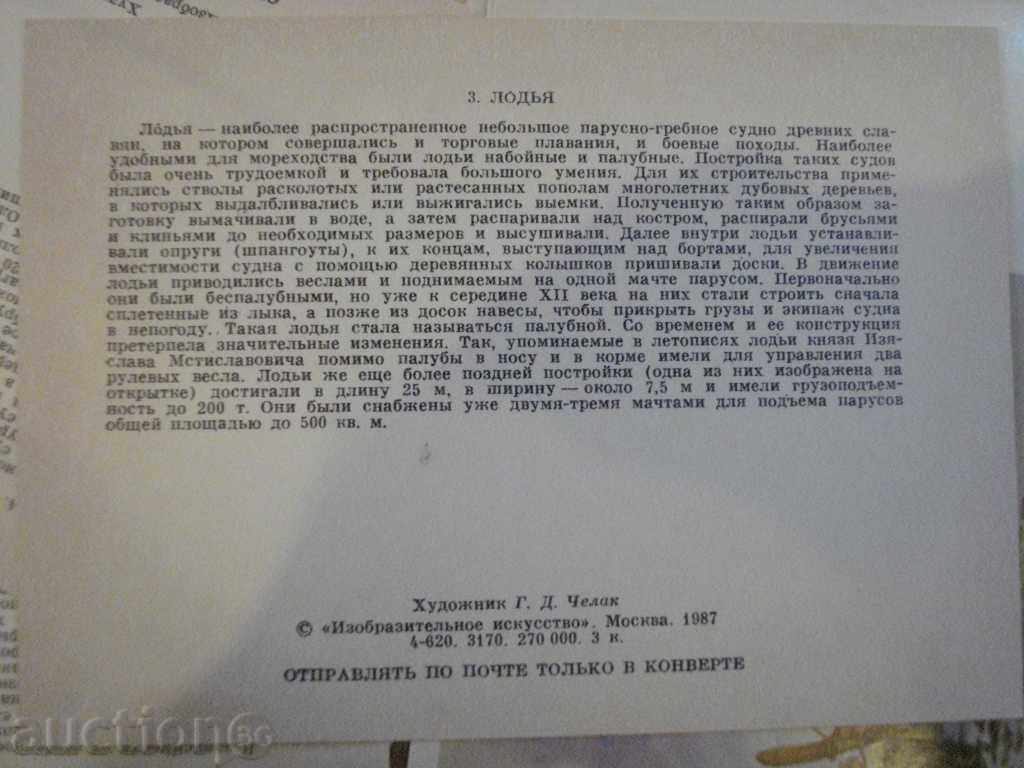 3. ЛОДЬЯ
Ло́дья — наиболее распространенное небольшое парусно-гребное судно древних сла-
вян, на котором совершались и торговые плавания, и боевые походы. Наиболее
удобными для мореходства были лодьи набойные и палубные. Постройка таких судов
была очень трудоемкой и требовала большого умения. Для их строительства приме-
нялись стволы расколотых или растесанных пополам многолетних дубовых деревьев,
в которых выдалбливались или выжигались выемки. Полученную таким образом за-
готовку вымачивали в воде, а затем распаривали над костром, распирали брусьями
и клиньями до необходимых размеров и высушивали. Далее внутри лодьи устанавли-
вали опруги (шпангоуты), к их концам, выступающим над бортами, для увеличения
вместимости судна с помощью деревянных колышков пришивали доски. В движение
лодьи приводились веслами и поднимаемым на одной мачте парусом. Первоначально
они были беспалубными, но уже к середине XII века на них стали строить сначала
сплетенные из лыка, а позже из досок навесы, чтобы прикрыть грузы и экипаж судна
в непогоду. Такая лодья стала называться палубной. Со временем и ее конструкция
претерпела значительные изменения. Так, упоминаемые в летописях лодьи князя Изя-
слава Мстиславовича помимо палубы в носу и в корме имели для управления два
рулевых весла. Лодьи же еще более поздней постройки (одна из них изображена на
открытке) достигали в длину 25 м, в ширину — около 7,5 м и имели грузоподъем-
ность до 200 т. Они были снабжены уже двумя-тремя мачтами для подъема парусов
общей площадью до 500 кв. м.
Художник Г. Д. Челак
© «Изобразительное искусство». Москва. 1987
4-620. 3170. 270 000. 3 к.
ОТПРАВЛЯТЬ ПО ПОЧТЕ ТОЛЬКО В КОНВЕРТЕ
auction.bg